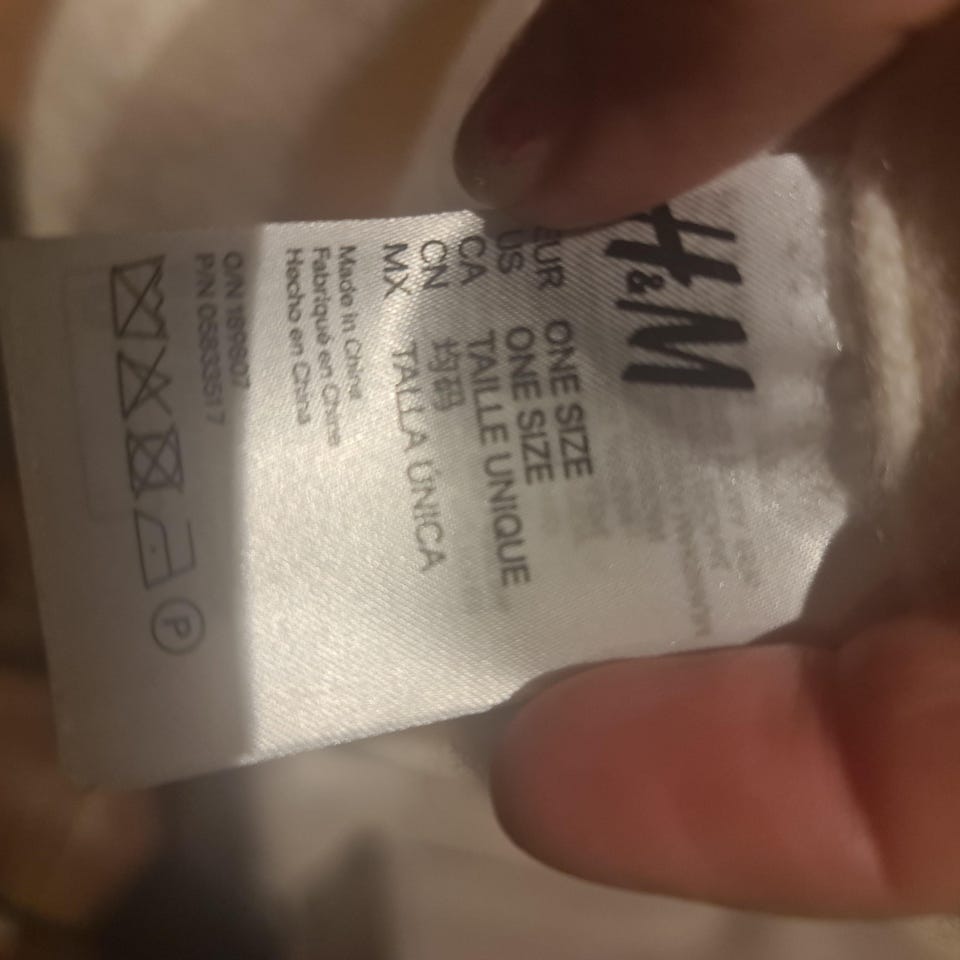 H&M
EUR ONE SIZE
US ONE SIZE
CA TAILLE UNIQUE
CN 均码
MX TALLA ÚNICA
Made in China
Fabriqué en Chine
Hecho en China
O/N
P/N
P